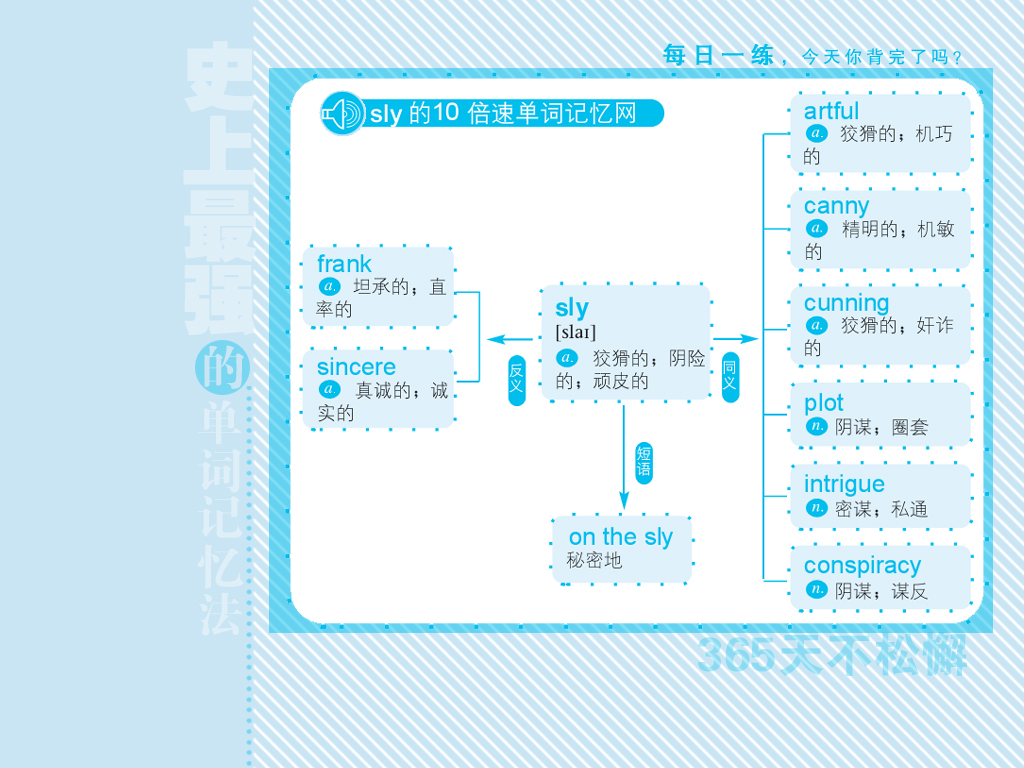 每日一练，今天你背完了吗？
史上最强的单词记忆法
sly 的10 倍速单词记忆网
frank
a. 坦承的；直
率的
sincere
a. 真诚的；诚
实的
反义
sly
[slaɪ]
a. 狡猾的；阴险
的；顽皮的
同义
短语
on the sly
秘密地
artful
a. 狡猾的；机巧
的
canny
a. 精明的；机敏
的
cunning
a. 狡猾的；奸诈
的
plot
n. 阴谋；圈套
intrigue
n. 密谋；私通
conspiracy
n. 阴谋；谋反
365天不松懈